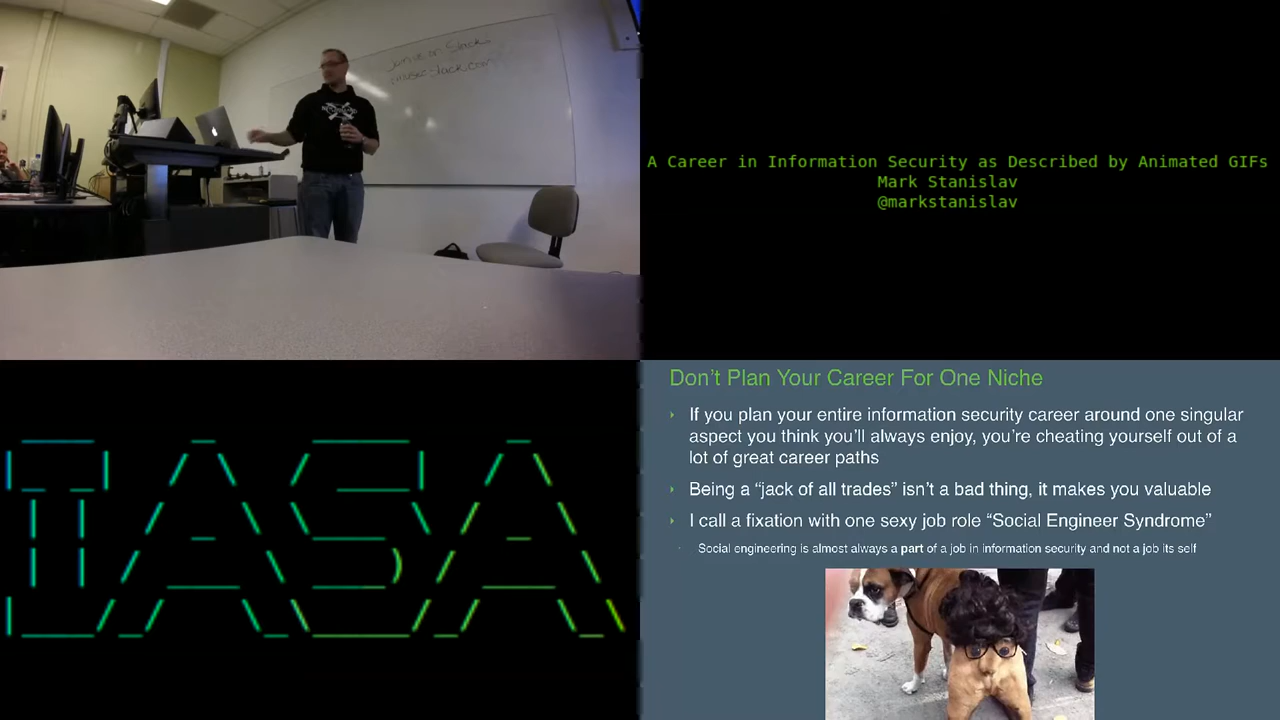 Join us on Slack:
A Career in Information Security as Described by Animated GIFs
Mark Stanislav
@markstanislav
IASA
Don't Plan Your Career For One Niche
If you plan your entire information security career around one singular
aspect you think you'll always enjoy, you're cheating yourself out of a
lot of great career paths
Being a “jack of all trades” isn't a bad thing, it makes you valuable
I call a fixation with one sexy job role “Social Engineer Syndrome”
Social engineering is almost always a part of a job in information security and not a job its self